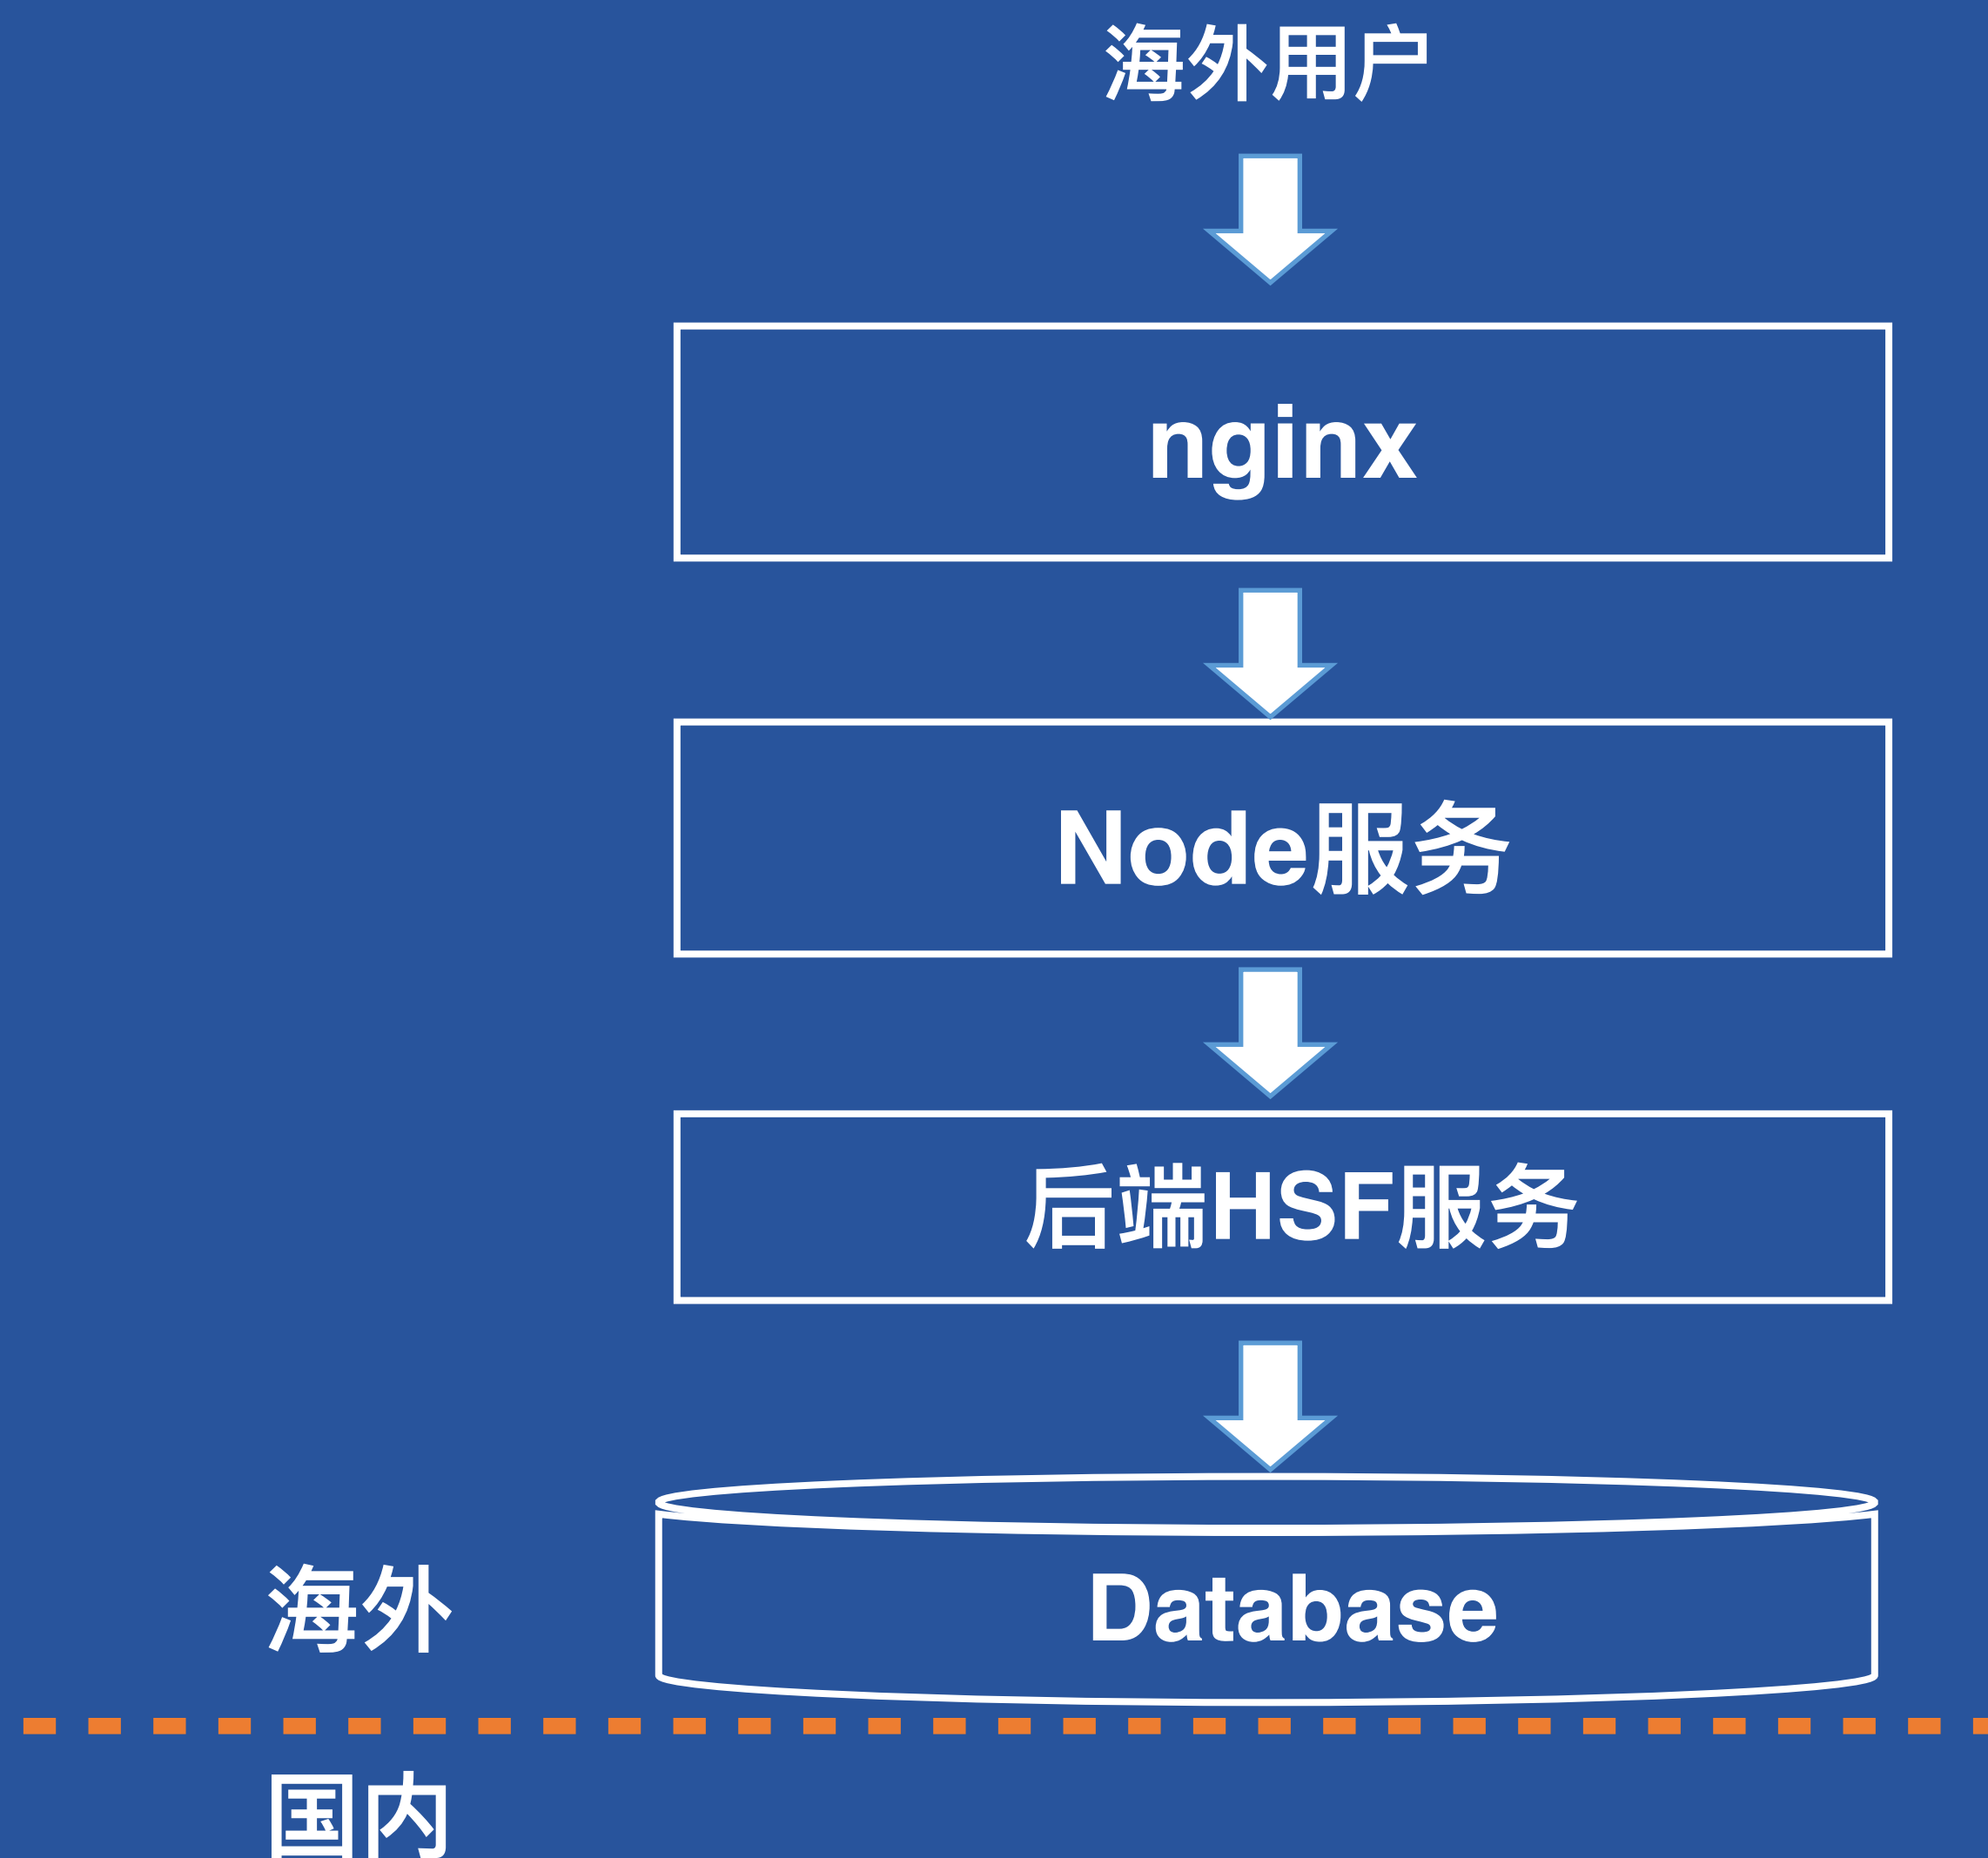 海外用户
nginx
Node服务
后端HSF服务
Database
海外
国内